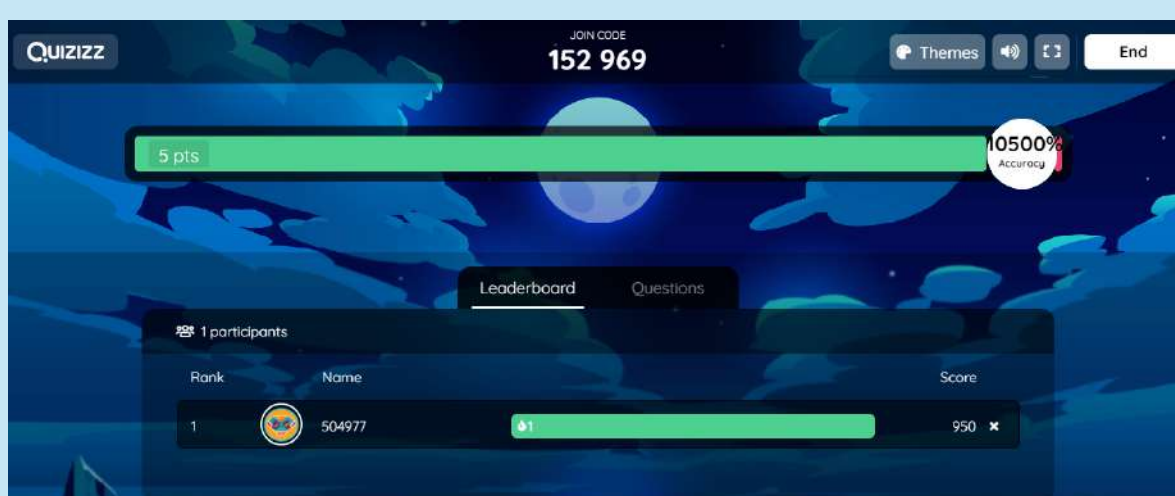 QUIZIZZ
JOIN CODE
152 969
Themes
End
5 pts
10500%
Accuracy
Leaderboard Questions
1 participants
Rank Name Score
1 504977 1 950